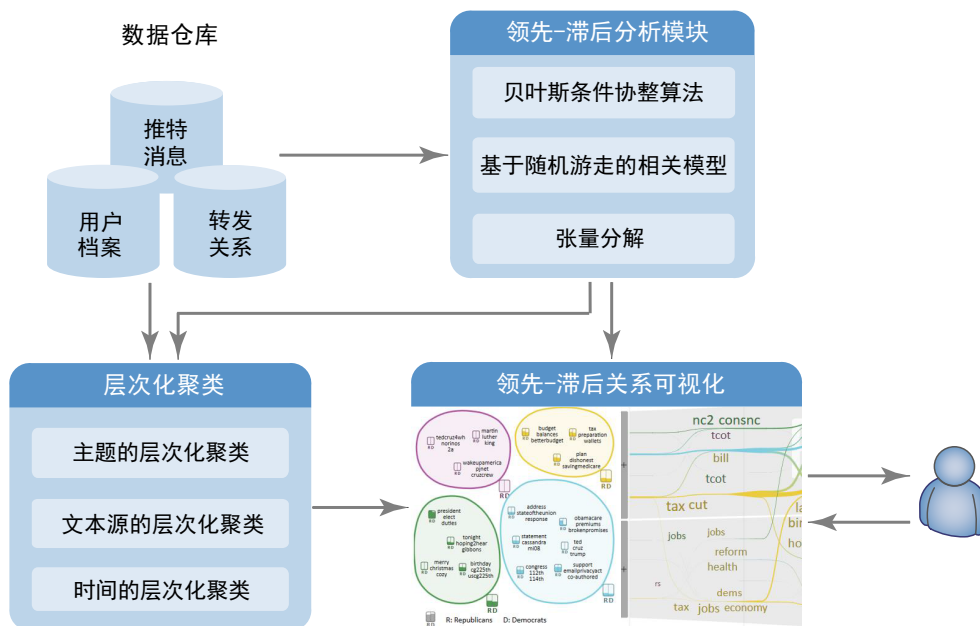 数据仓库
推特
消息
用户
档案
转发
关系
领先-滞后分析模块
贝叶斯条件协整算法
基于随机游走的相关模型
张量分解
层次化聚类
主题的层次化聚类
文本源的层次化聚类
时间的层次化聚类
领先-滞后关系可视化
tedcruz4wh
norinos
2a
martin
luther
king
wakeupamerica
pjnet
cruzcrew
RD
budget
balances
betterbudget
tax
preparation
wallets
plan
dishonest
savingmedicare
RD
president
elect
duties
tonight
hoping2hear
gibbons
merry
christmas
cozy
birthday
cg225th
uscg225th
RD
address
stateoftheunion
response
obamacare
premiums
brokenpromises
statement
cassandra
mi08
ted
cruz
trump
congress
112th
114th
support
emailprivacyact
co-authored
RD
RD
R: Republicans D: Democrats
nc2 consnc
tcot
bill
tcot
tax cut
jobs
jobs
reform
health
rs
dems
tax jobs economy